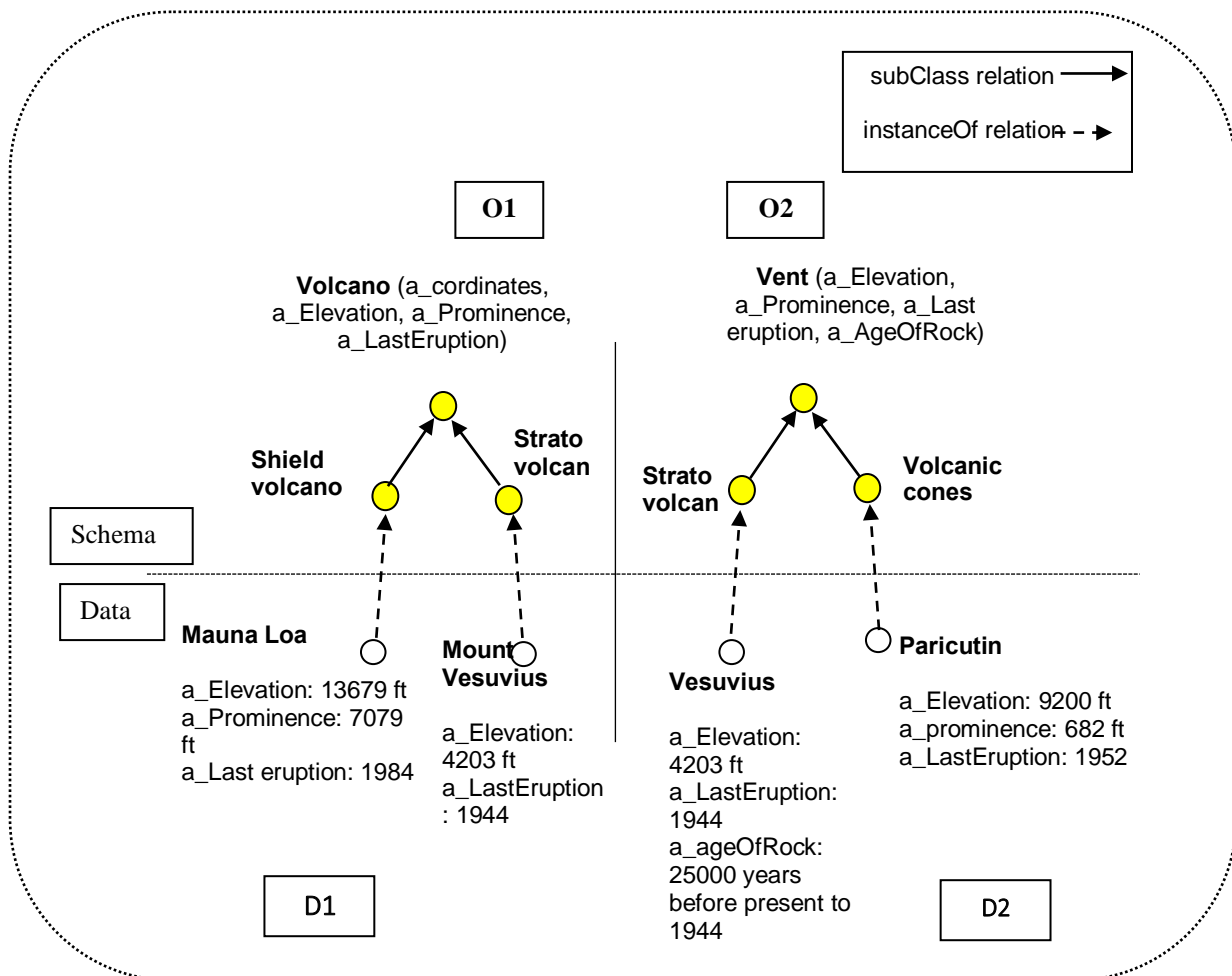 subClass relation
instanceOf relation
O1
O2
Volcano (a_cordinates,
a_Elevation, a_Prominence,
a_LastEruption)
Vent (a_Elevation,
a_Prominence, a_Last
eruption, a_AgeOfRock)
Shield
volcano
Strato
volcan
Strato
volcan
Volcanic
cones
Schema
Data
Mauna Loa
a_Elevation: 13679 ft
a_Prominence: 7079
ft
a_Last eruption: 1984
Mount
Vesuvius
a_Elevation:
4203 ft
a_LastEruption
: 1944
Vesuvius
a_Elevation:
4203 ft
a_LastEruption:
1944
a_ageOfRock:
25000 years
before present to
1944
Paricutin
a_Elevation: 9200 ft
a_prominence: 682 ft
a_LastEruption: 1952
D1
D2